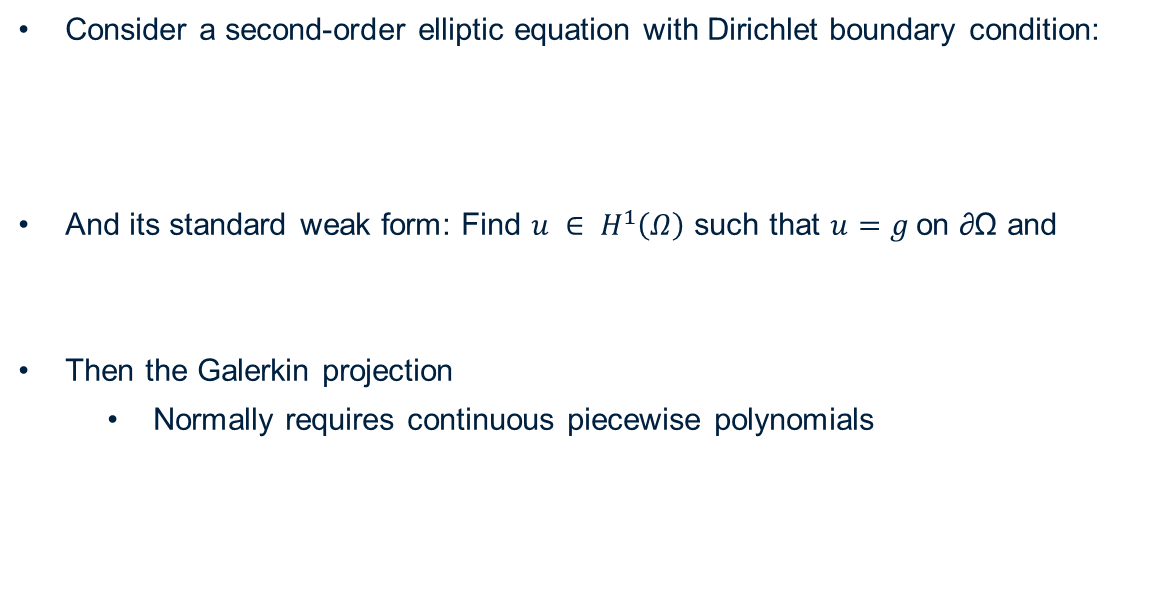 • Consider a second-order elliptic equation with Dirichlet boundary condition:
• And its standard weak form: Find 𝑢 ∈ 𝐻¹(𝛺) such that 𝑢 = 𝑔 on ∂Ω and
• Then the Galerkin projection
• Normally requires continuous piecewise polynomials